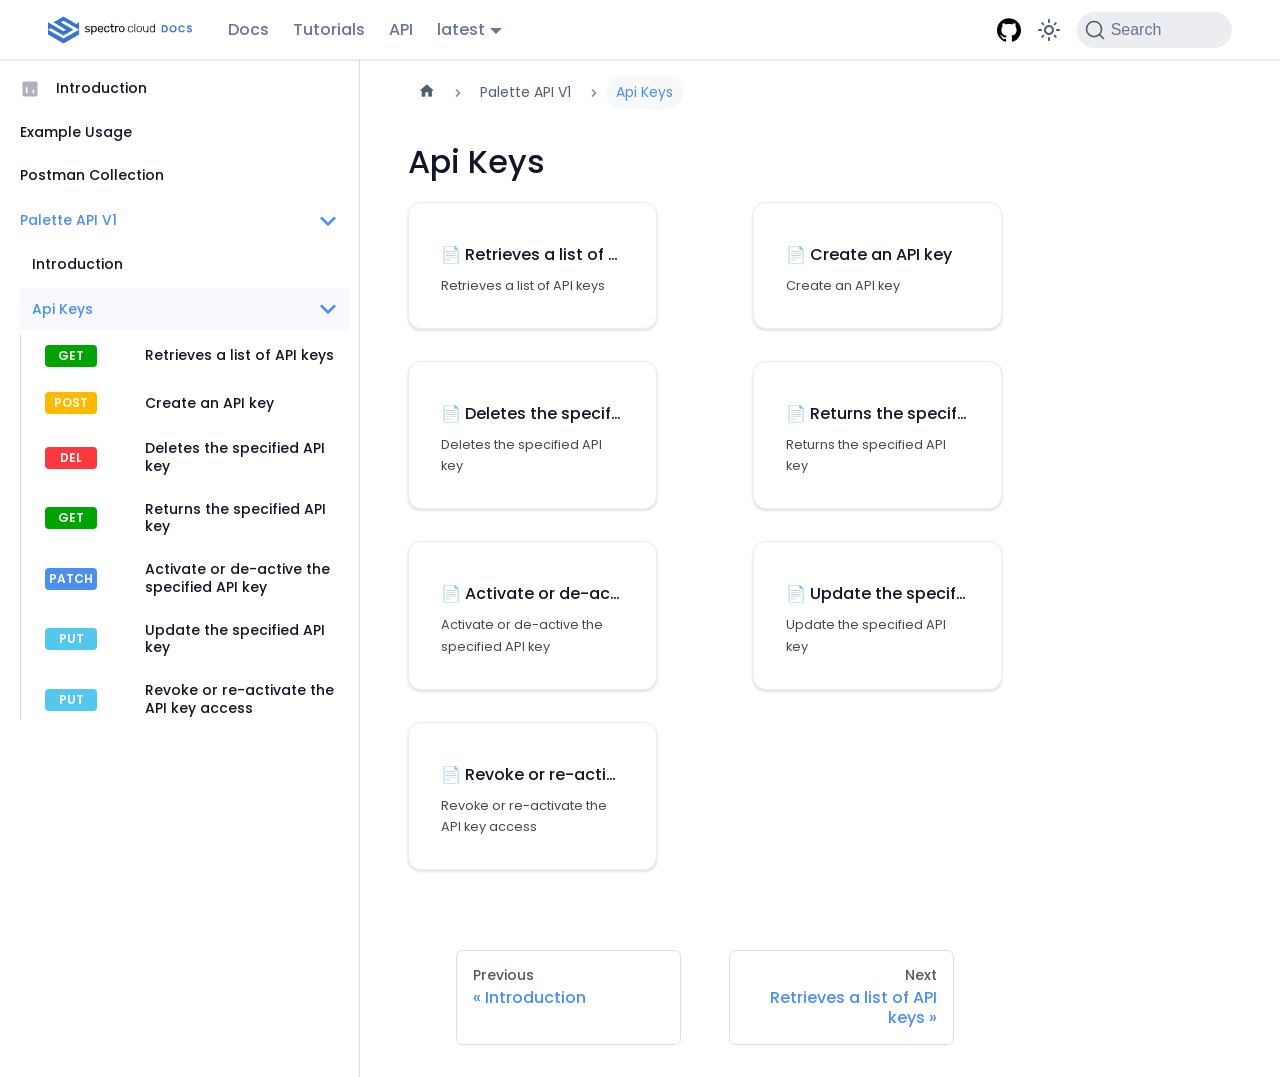 spectro cloud DOCS
Docs
Tutorials
API
latest
Search
Introduction
Example Usage
Postman Collection
Palette API V1
Introduction
Api Keys
GET
Retrieves a list of API keys
POST
Create an API key
DEL
Deletes the specified API
key
GET
Returns the specified API
key
PATCH
Activate or de-active the
specified API key
PUT
Update the specified API
key
PUT
Revoke or re-activate the
API key access
Palette API V1
Api Keys
Api Keys
Retrieves a list of ...
Retrieves a list of API keys
Create an API key
Create an API key
Deletes the specif...
Deletes the specified API
key
Returns the specif...
Returns the specified API
key
Activate or de-ac...
Activate or de-active the
specified API key
Update the specif...
Update the specified API
key
Revoke or re-acti...
Revoke or re-activate the
API key access
Previous
« Introduction
Next
Retrieves a list of API
keys »